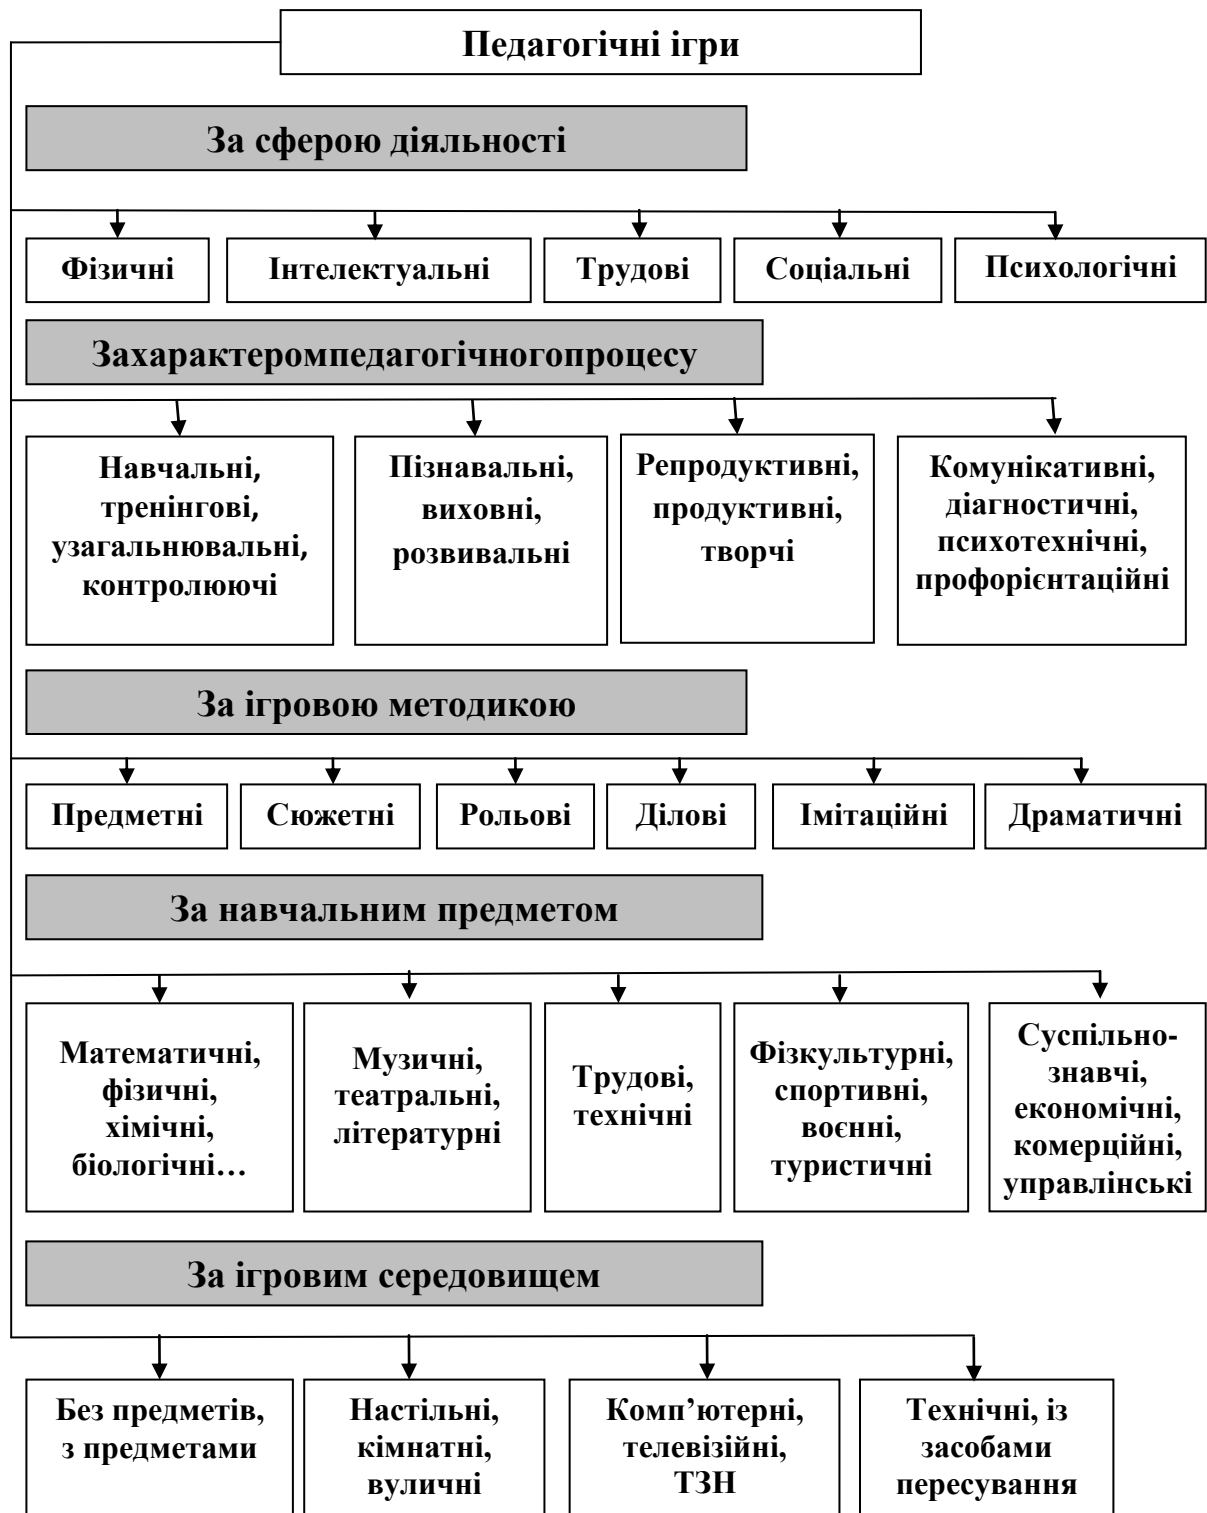 Педагогічні ігри
За сферою діяльності
Фізичні
Інтелектуальні
Трудові
Соціальні
Психологічні
Захарактеромпедагогічногопроцесу
Навчальні,
тренінгові,
узагальнювальні,
контролюючі
Пізнавальні,
виховні,
розвивальні
Репродуктивні,
продуктивні,
творчі
Комунікативні,
діагностичні,
психотехнічні,
профорієнтаційні
За ігровою методикою
Предметні
Сюжетні
Рольові
Ділові
Імітаційні
Драматичні
За навчальним предметом
Математичні,
фізичні,
хімічні,
біологічні…
Музичні,
театральні,
літературні
Трудові,
технічні
Фізкультурні,
спортивні,
воєнні,
туристичні
Суспільно-
знавчі,
економічні,
комерційні,
управлінські
За ігровим середовищем
Без предметів,
з предметами
Настільні,
кімнатні,
вуличні
Комп’ютерні,
телевізійні,
ТЗН
Технічні, із
засобами
пересування